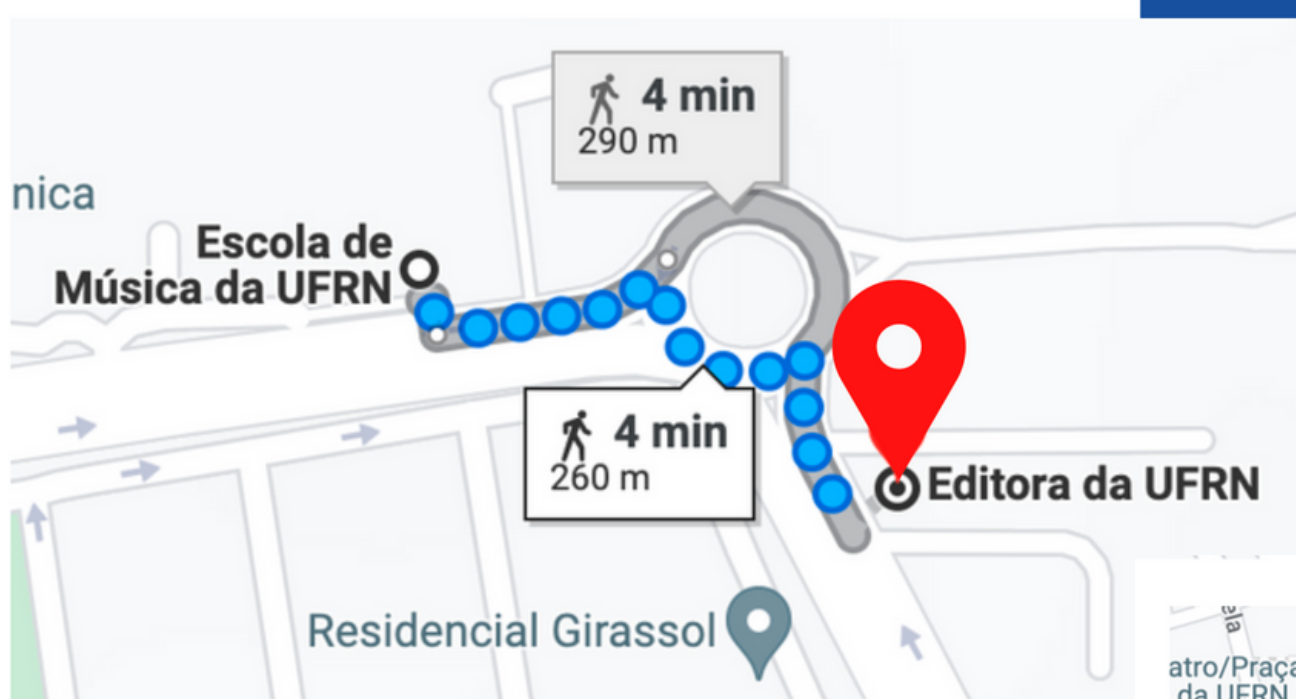 4 min
290 m
nica
Escola de
Música da UFRN
4 min
260 m
Editora da UFRN
Residencial Girassol
ela
atro/Praça
da UFRN